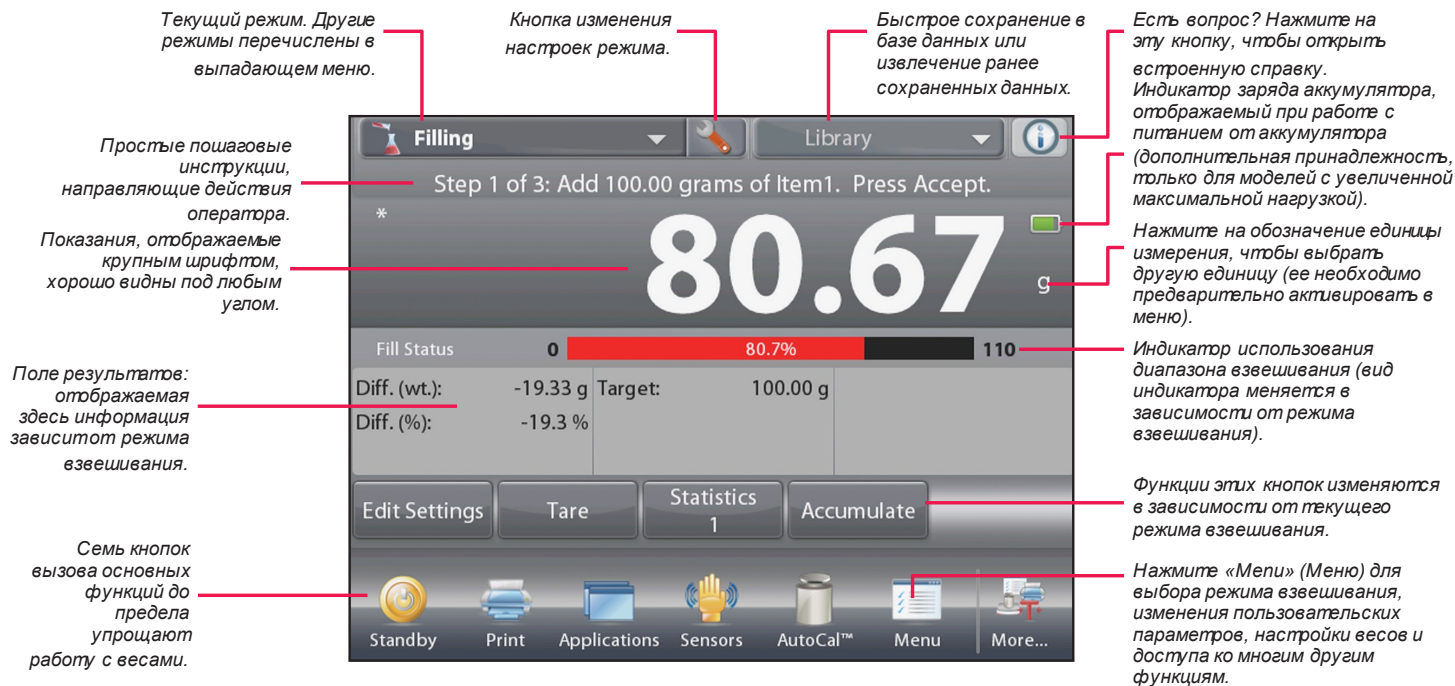 Текущий режим. Другие
режимы перечислены в
выпадающем меню.
Кнопка изменения
настроек режима.
Быстрое сохранение в
базе данных или
извлечение ранее
сохраненных данных.
Есть вопрос? Нажмите на
эту кнопку, чтобы открыть
встроенную справку.
Индикатор заряда аккумулятора,
отображаемый при работе с
питанием от аккумулятора
(дополнительная принадлежность,
только для моделей с увеличенной
максимальной нагрузкой).
Нажмите на обозначение единицы
измерения, чтобы выбрать
другую единицу (ее необходимо
предварительно активировать в
меню).
Индикатор использования
диапазона взвешивания (вид
индикатора меняется в
зависимости от режима
взвешивания).
Функции этих кнопок изменяются
в зависимости от текущего
режима взвешивания.
Нажмите «Menu» (Меню) для
выбора режима взвешивания,
изменения пользовательских
параметров, настройки весов и
доступа ко многим другим
функциям.
Простые пошаговые
инструкции,
направляющие действия
оператора.
Показания, отображаемые
крупным шрифтом,
хорошо видны под любым
углом.
Поле результатов:
отображаемая
здесь информация
зависит от режима
взвешивания.
Семь кнопок
вызова основных
функций до
предела
упрощают
работу с весами.
Filling
Library
Step 1 of 3: Add 100.00 grams of Item1. Press Accept.
*
80.67
g
Fill Status 0 80.7% 110
Diff. (wt.): -19.33 g Target: 100.00 g
Diff. (%): -19.3 %
Edit Settings Tare Statistics 1 Accumulate
Standby Print Applications Sensors AutoCal™ Menu More...